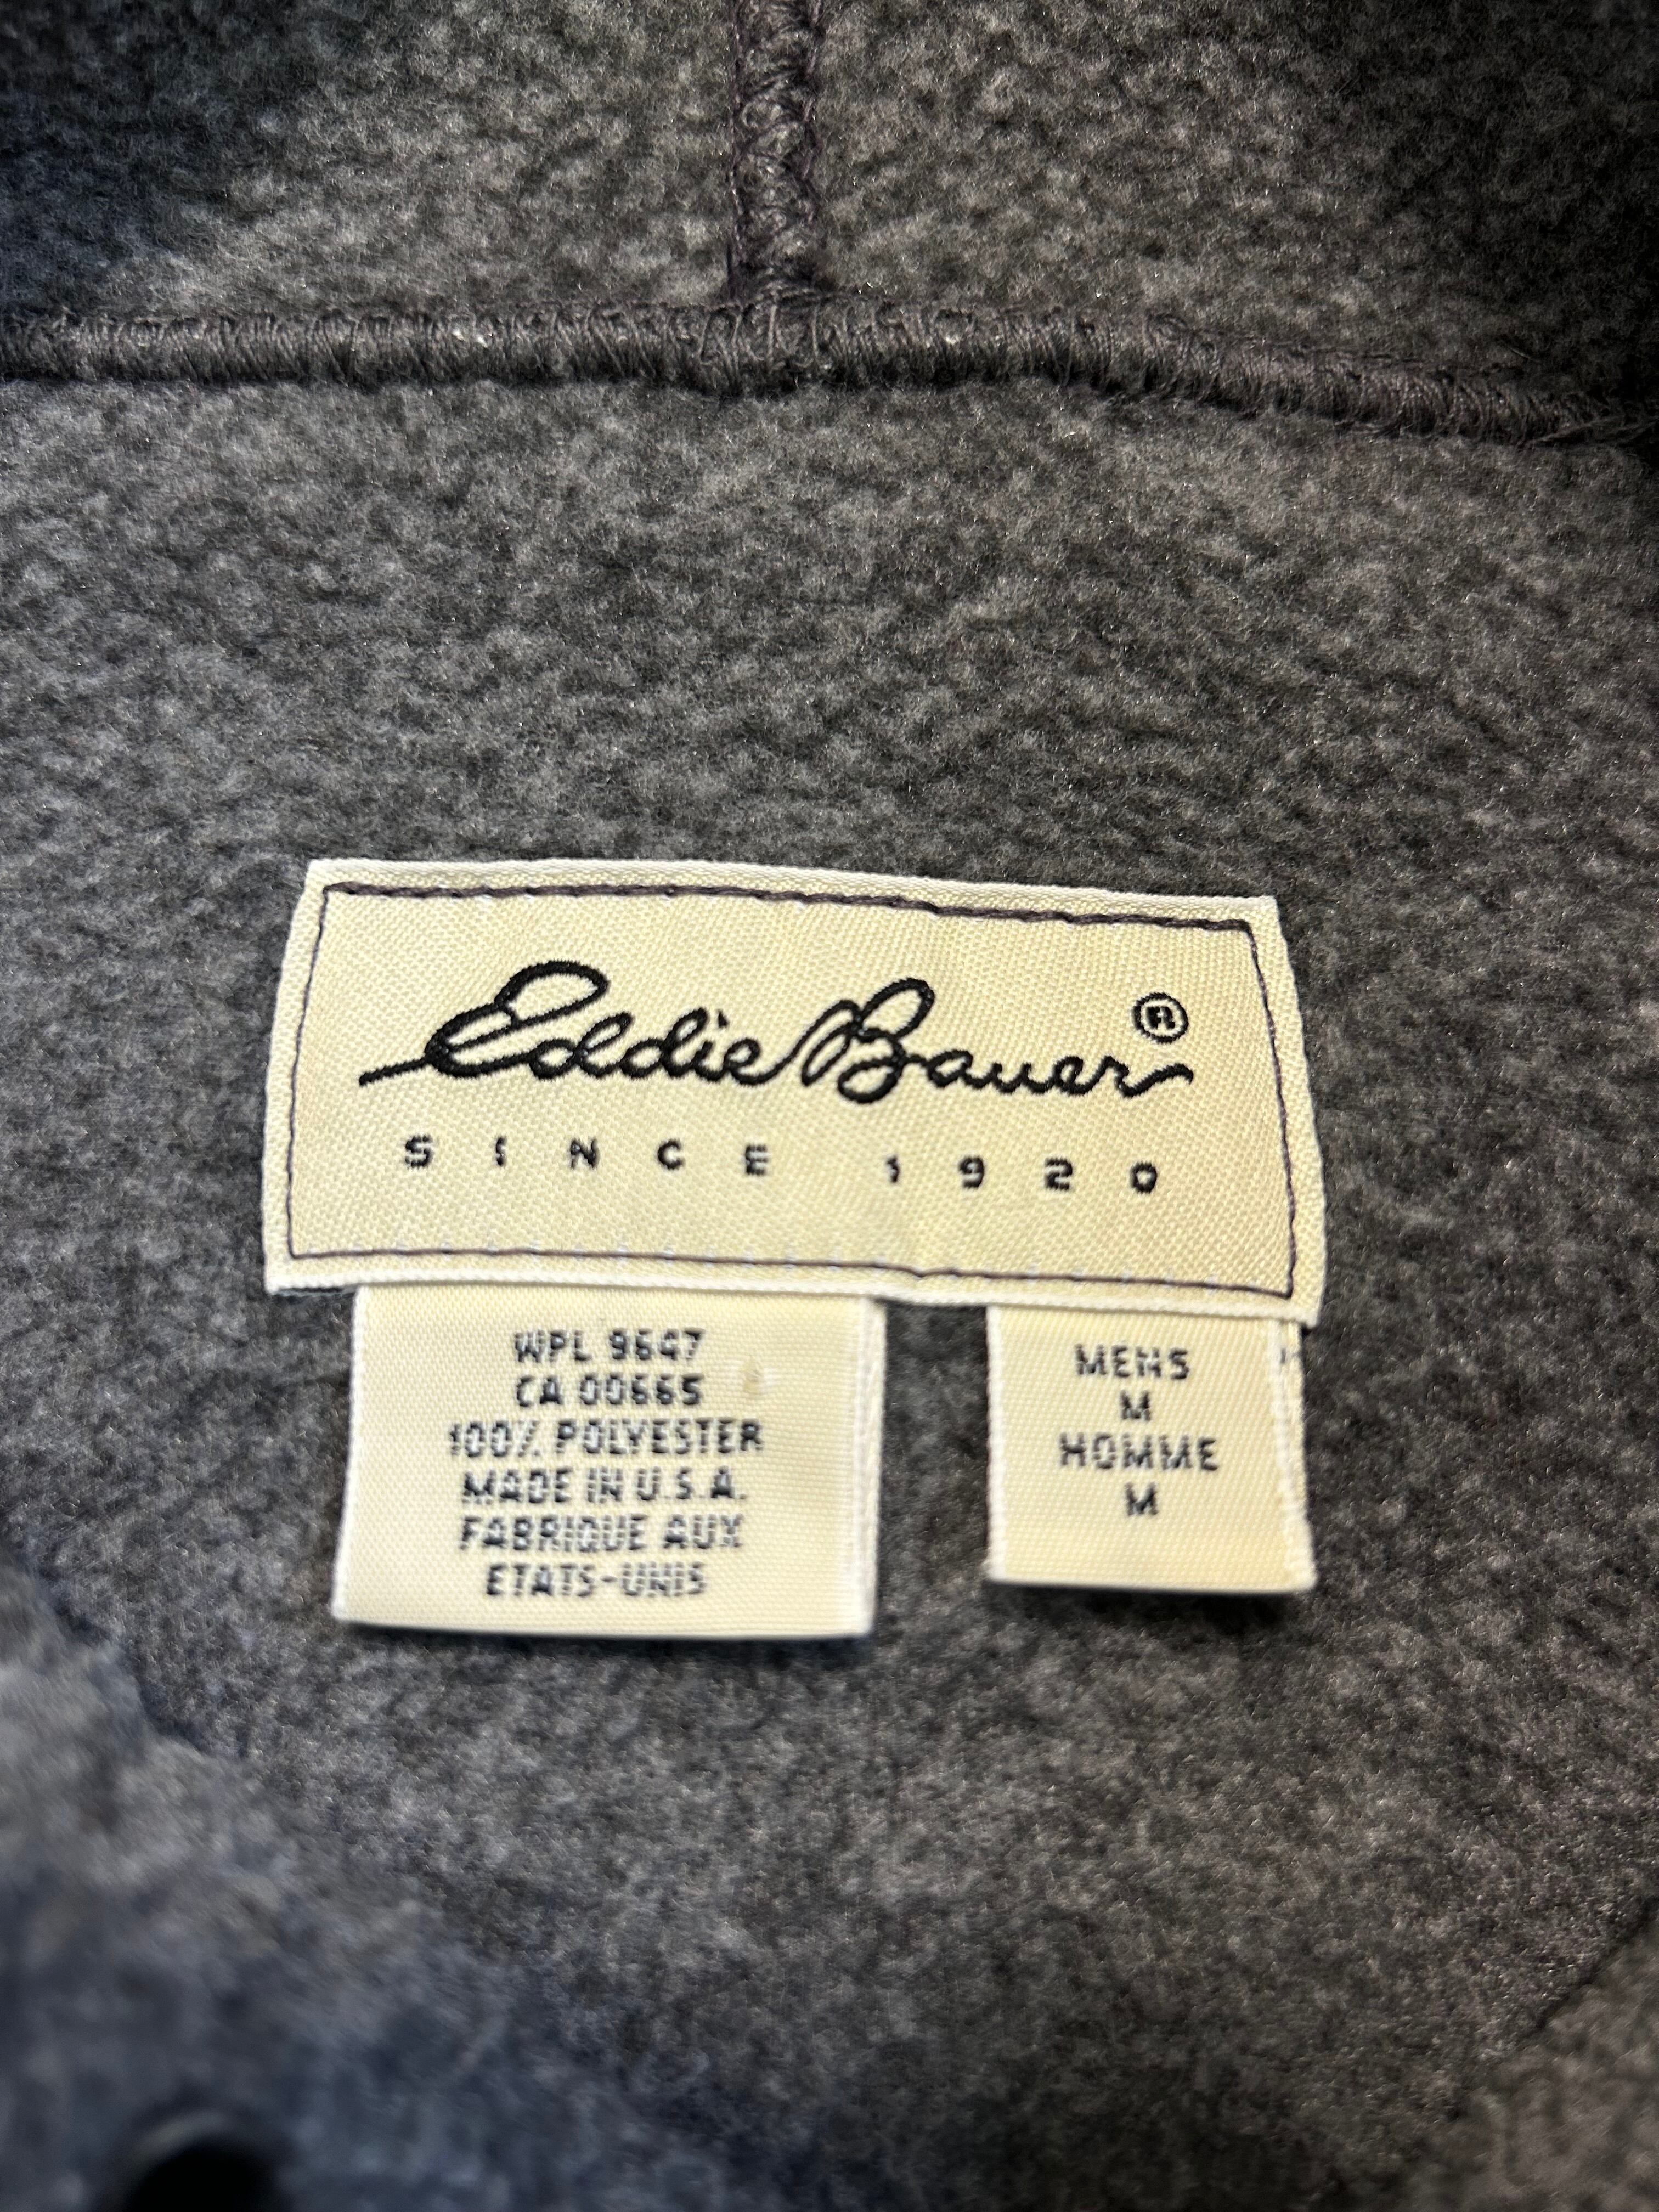 Eddie Bauer®
SINCE 1920
WPL 9647
CA 00665
100% POLYESTER
MADE IN U.S.A.
FABRIQUE AUX
ETATS-UNIS
MENS
M
HOMME
M